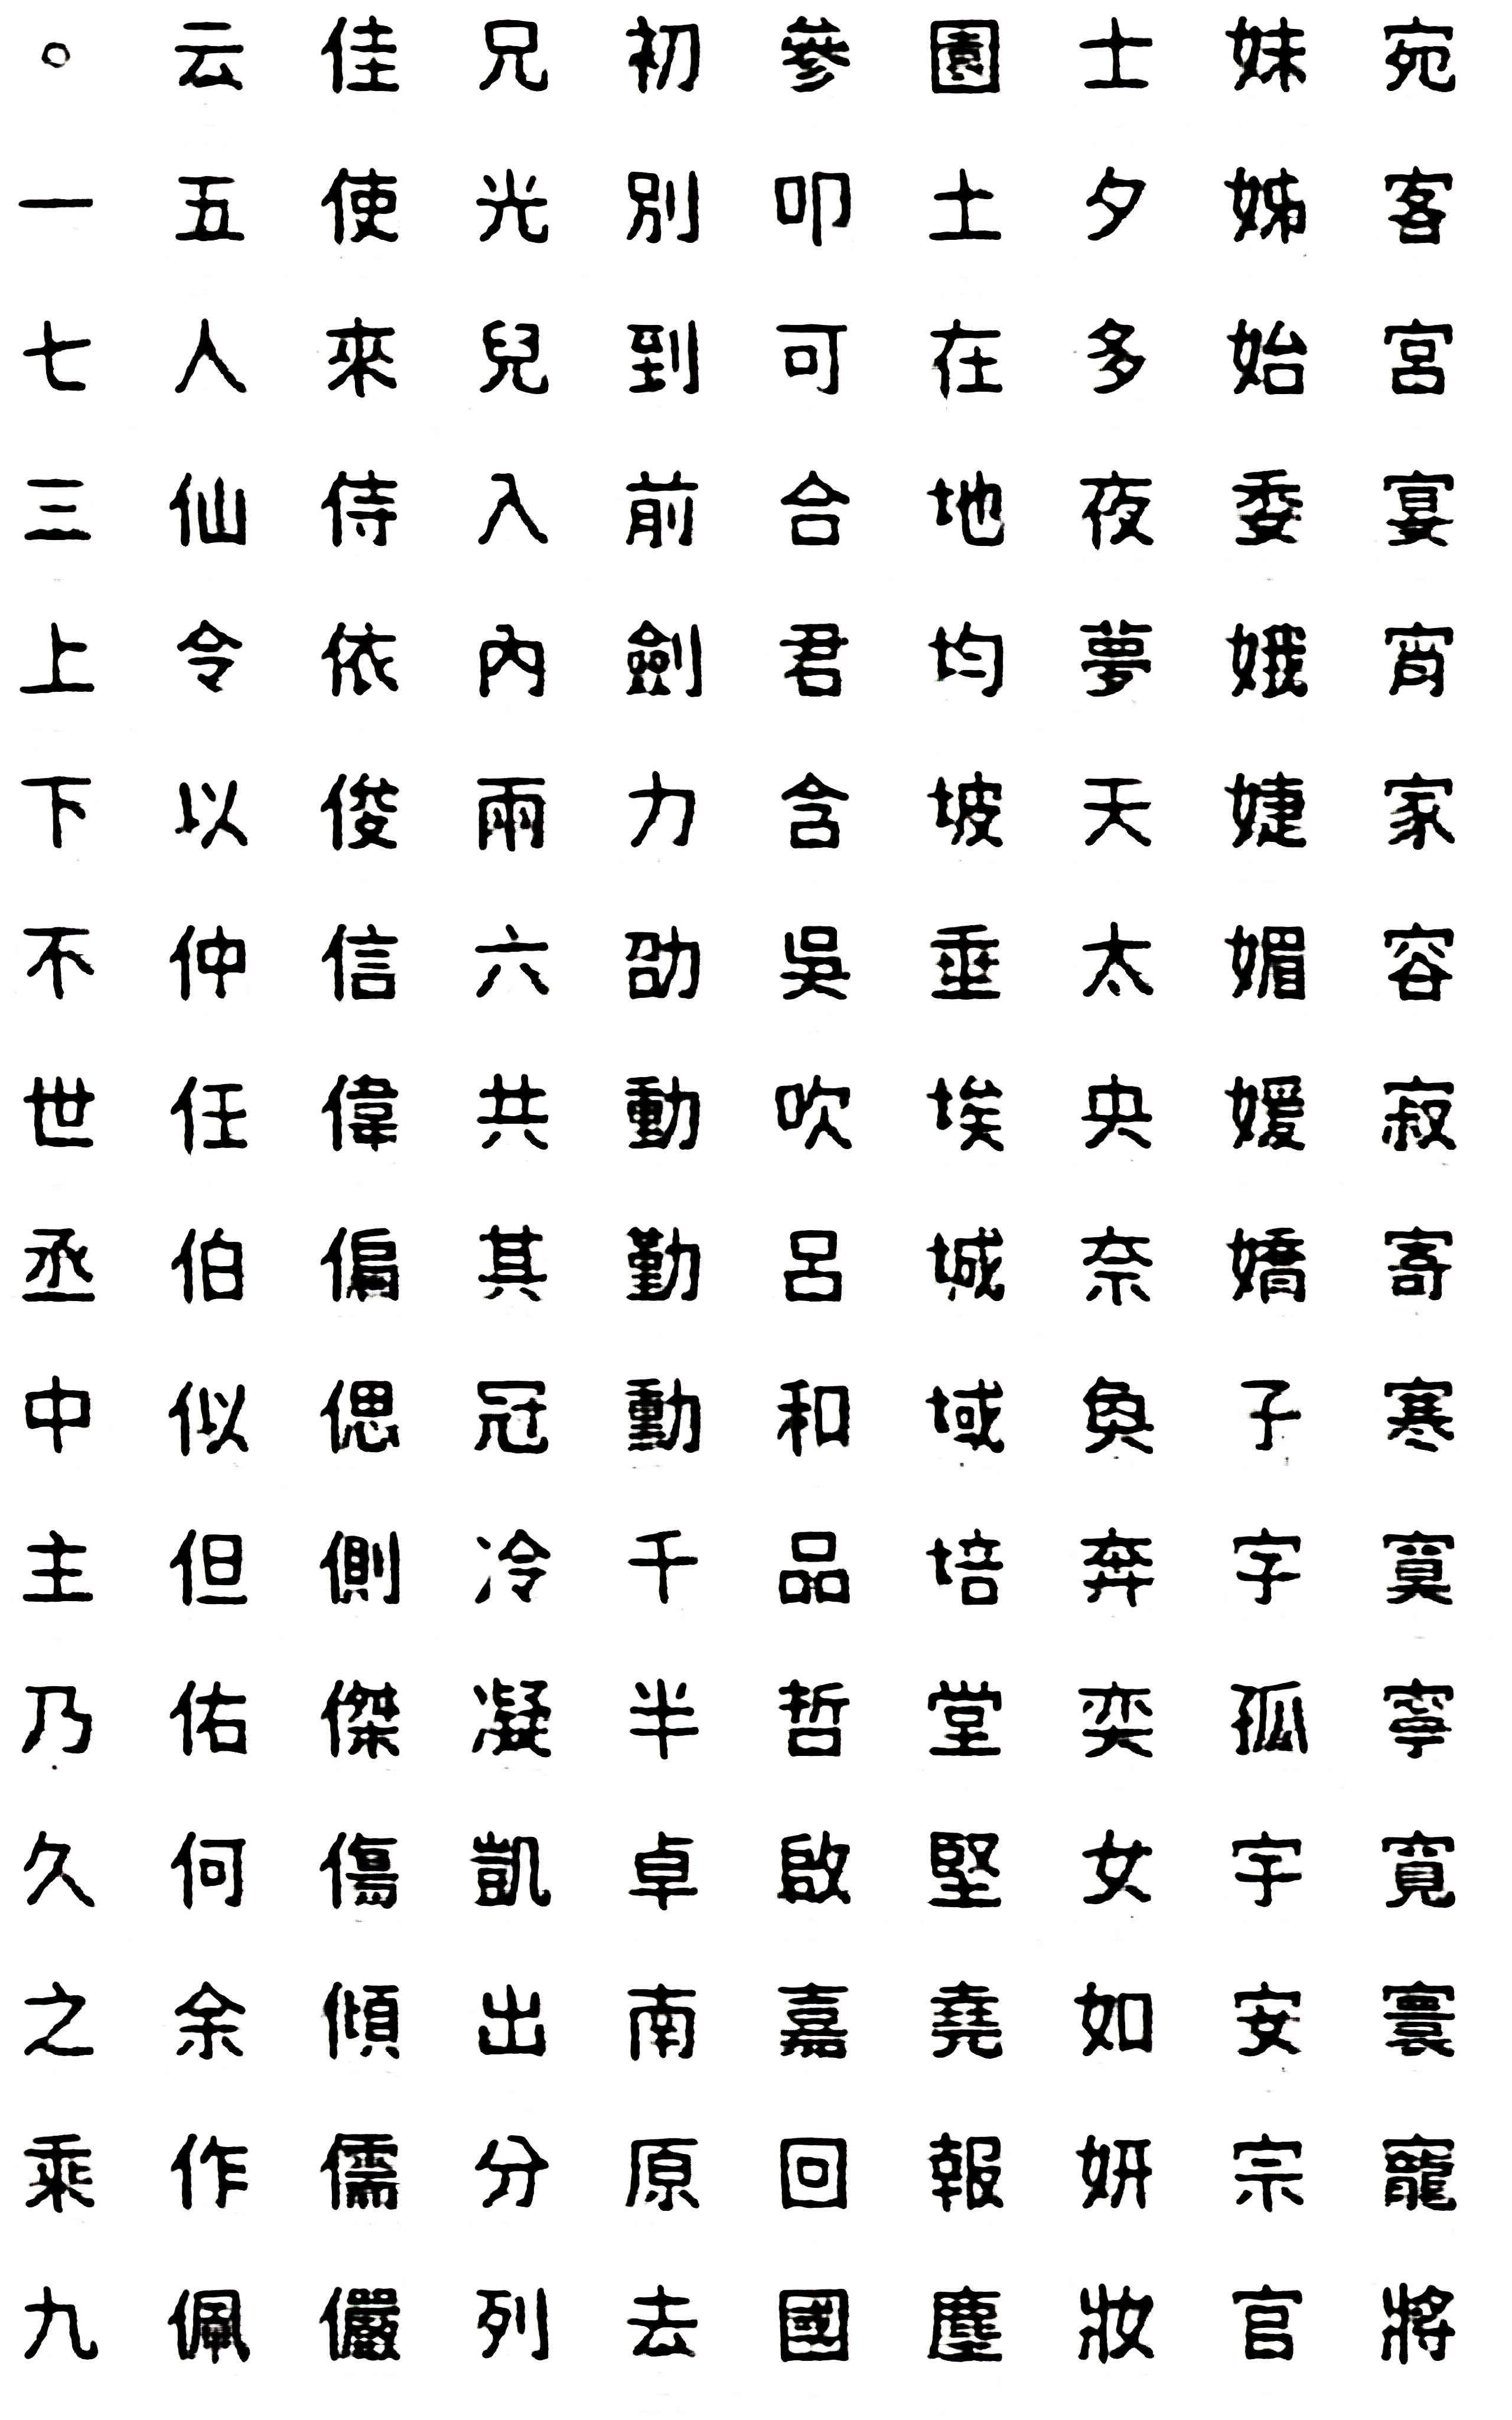 。一七三上下不世丞中主乃久之乘九
云五人仙令以仲任伯似但佑何余作佩
佳使來侍依俊信偉偏偲側傑傷傾儒儼
兄光兒入內兩六共其冠冷凝凱出分列
初別到前劍力劭動勤勳千半卓南原去
參叩可合君含吳吹呂和品哲啟嘉回國
園土在地均坡垂埃城域培堂堅堯報塵
士夕多夜夢天太央奈奐奔奕女如妍妝
妹姊始委娥婕媚媛嬌子字孤宇安宗官
宛客宮宴宵家容寂寄寒寞寧寬寰寵將